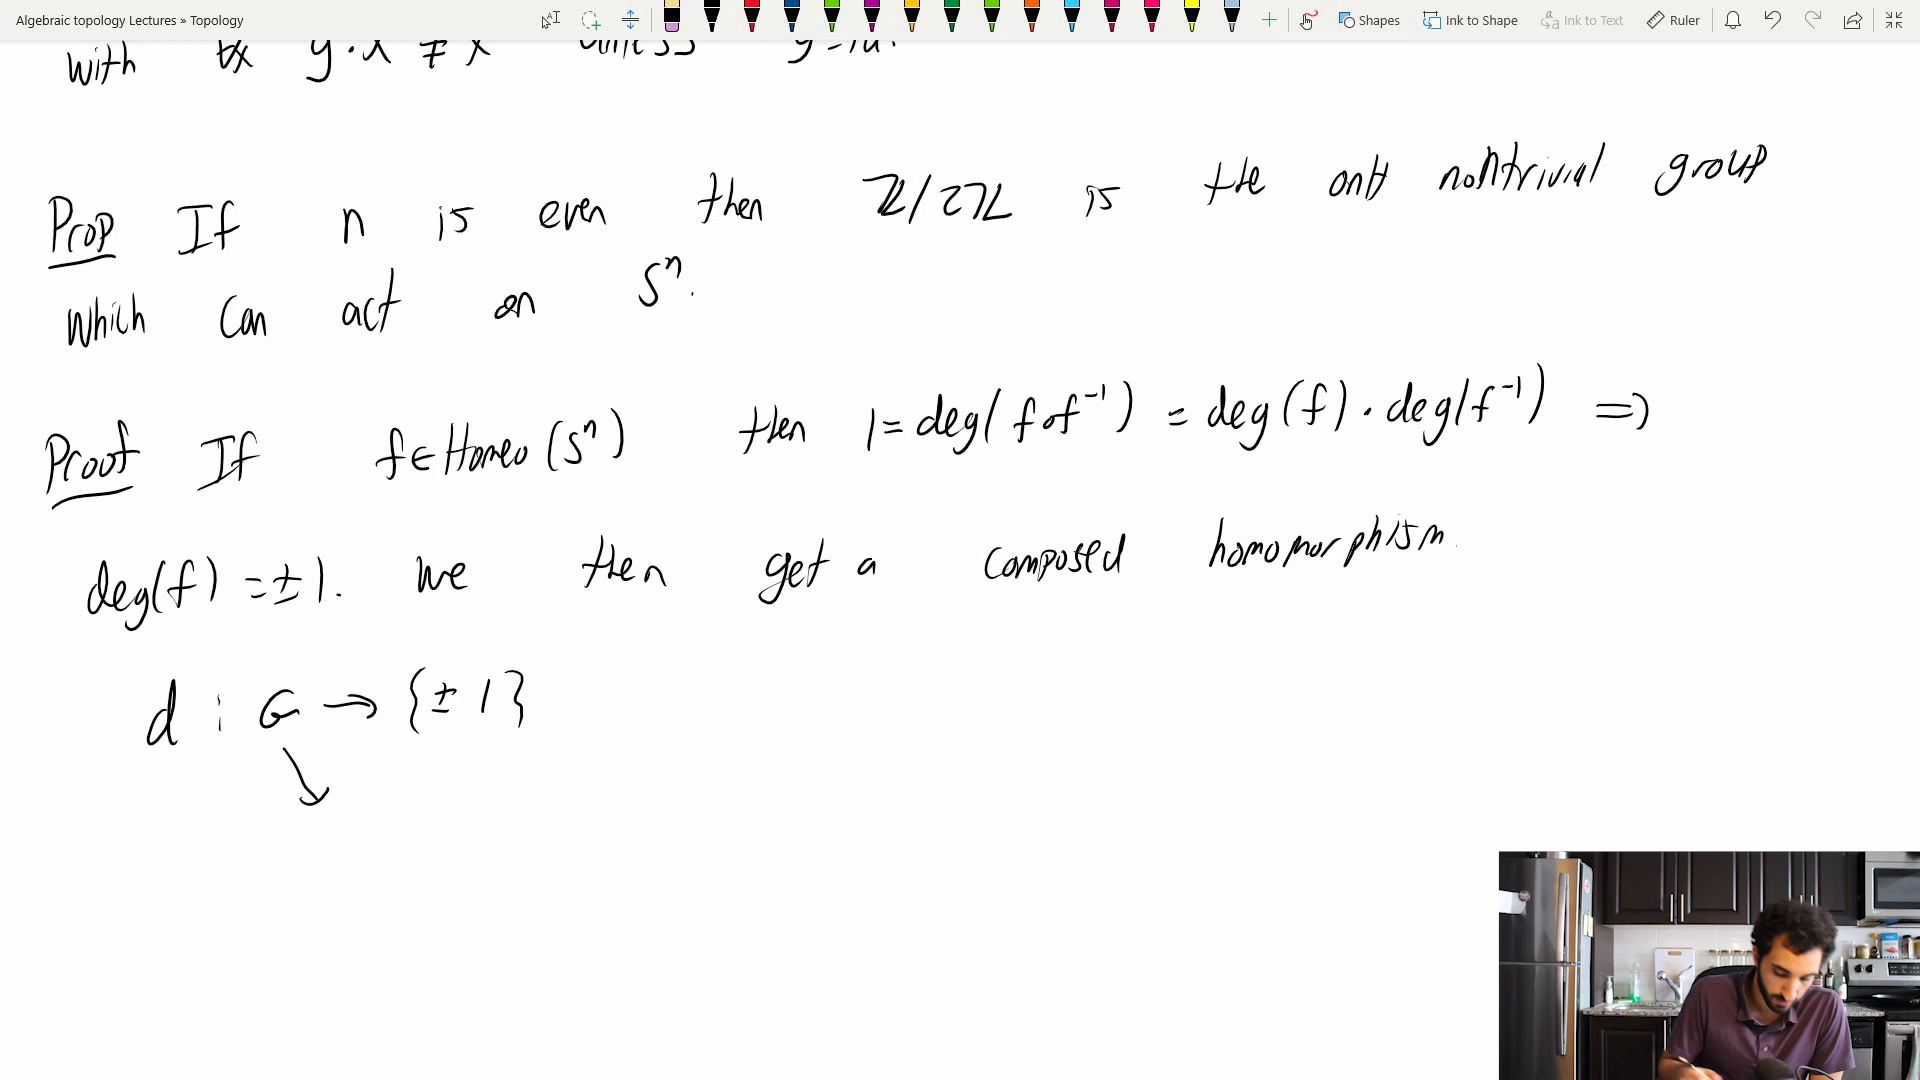 Algebraic topology Lectures » Topology
Shapes Ink to Shape Ink to Text Ruler
with ∀x g·x ≠ x unless g=id.
Prop If n is even then ℤ/2ℤ is the only nontrivial group
which can act on Sⁿ.
Proof If f∈Homeo(Sⁿ) then 1=deg(f∘f⁻¹) = deg(f)·deg(f⁻¹) ⇒
deg(f)=±1. We then get a composed homomorphism.
d : G → {±1}